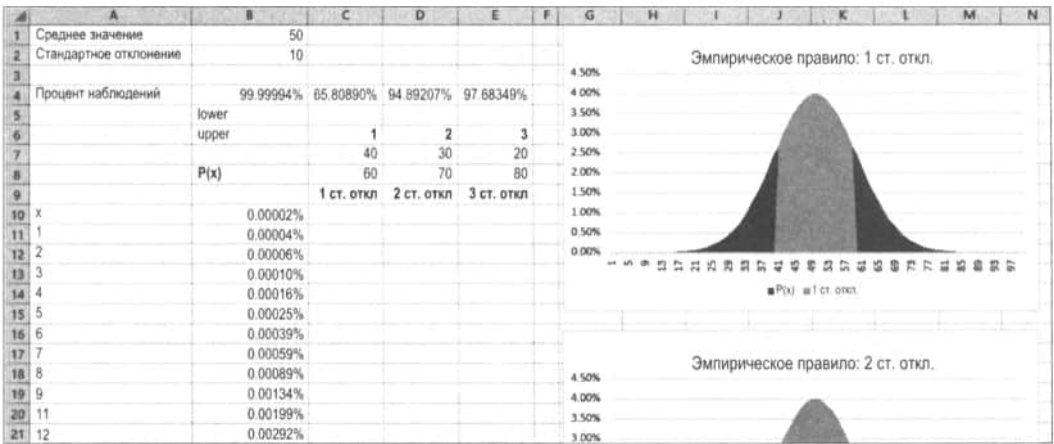 A B C D E F G H I J K L M N
1 Среднее значение 50
2 Стандартное отклонение 10
3
4 Процент наблюдений 99.99994% 65.80890% 94.89207% 97.68349%
5 lower
6 upper 1 2 3
7 40 30 20
8 P(x) 60 70 80
9 1 ст. откл 2 ст. откл 3 ст. откл
10 x 0.00002%
11 1 0.00004%
12 2 0.00006%
13 3 0.00010%
14 4 0.00016%
15 5 0.00025%
16 6 0.00039%
17 7 0.00059%
18 8 0.00089%
19 9 0.00134%
20 11 0.00199%
21 12 0.00292%
Эмпирическое правило: 1 ст. откл.
4.50%
4.00%
3.50%
3.00%
2.50%
2.00%
1.50%
1.00%
0.50%
0.00%
1 5 9 13 17 21 25 29 33 37 41 45 49 53 57 61 65 69 73 77 81 85 89 93 97
P(x) 1 ст. откл.
Эмпирическое правило: 2 ст. откл.
4.50%
4.00%
3.50%
3.00%